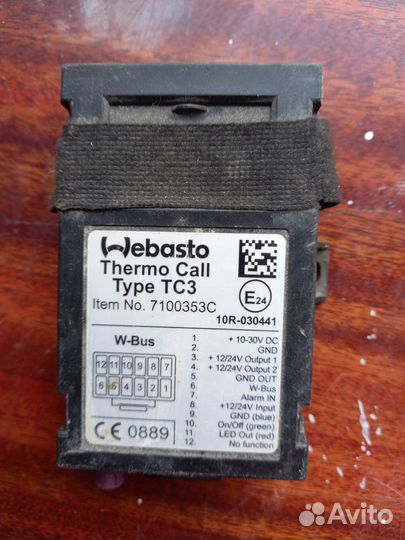 Webasto
Thermo Call
Type TC3
Item No. 7100353C
E24
10R-030441
W-Bus
12 11 10 9 8 7
6 5 4 3 2 1
CE 0889
1. + 10-30V DC
2. GND
3. + 12/24V Output 1
4. + 12/24V Output 2
5. GND OUT
6. W-Bus
7. Alarm IN
8. +12/24V Input
9. GND (blue)
10. On/Off (green)
11. LED Out (red)
12. No function
Avito